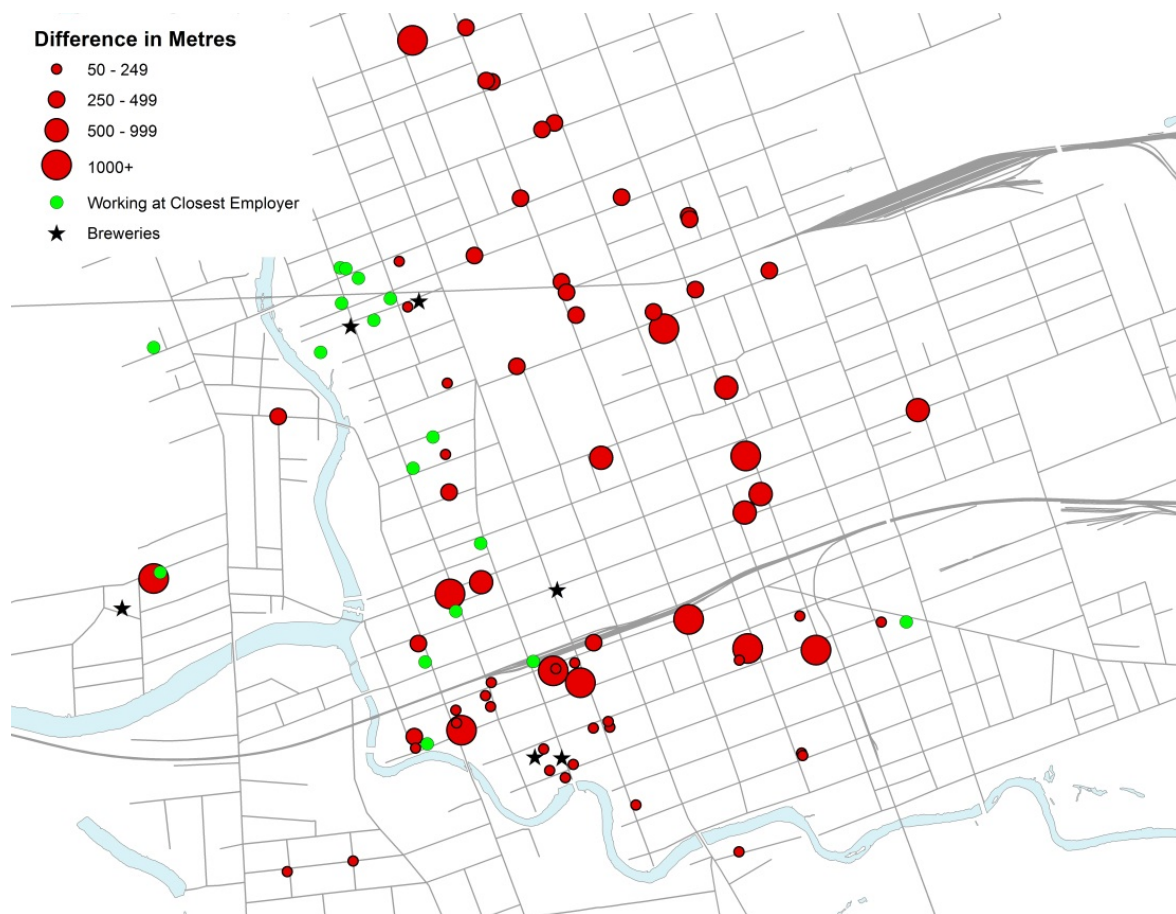 Difference in Metres
50 - 249
250 - 499
500 - 999
1000+
Working at Closest Employer
Breweries